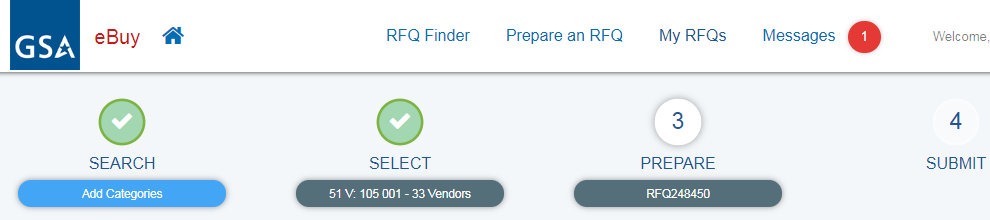 GSA eBuy RFQ Finder Prepare an RFQ My RFQs Messages 1 Welcome,
3 4
SEARCH SELECT PREPARE SUBMIT
Add Categories 51 V: 105 001 - 33 Vendors RFQ248450